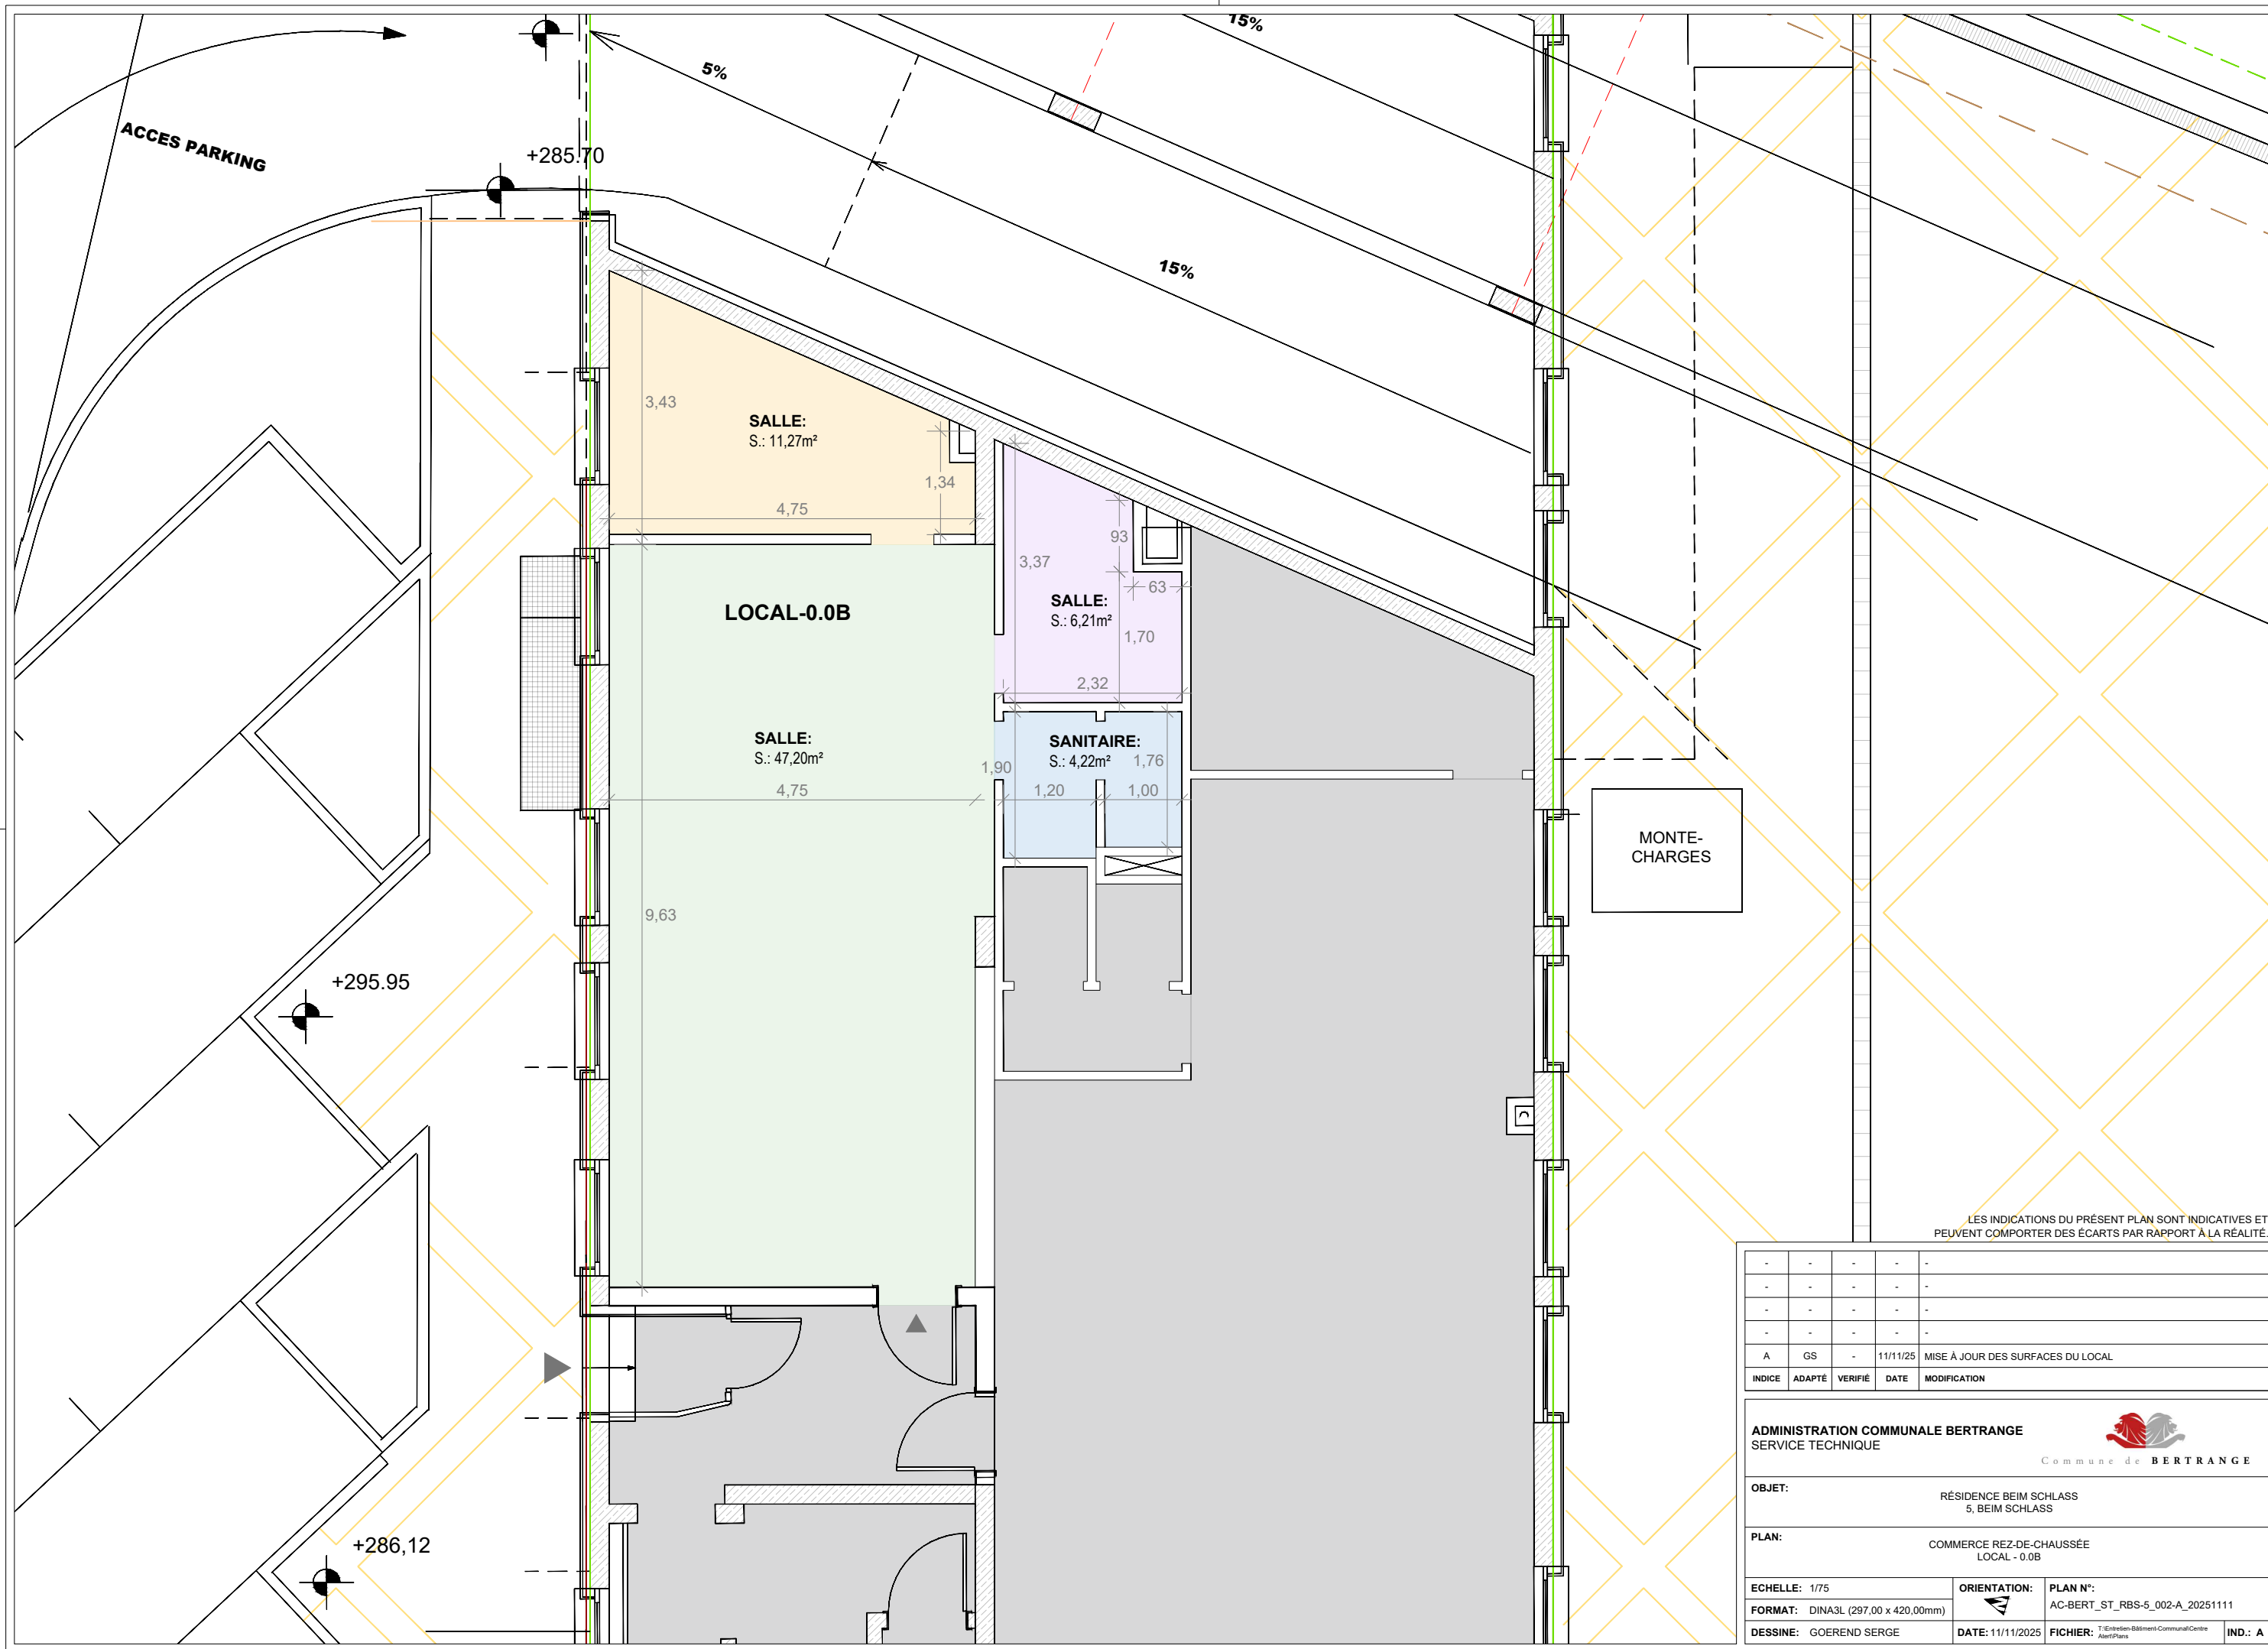 15%
5%
ACCES PARKING
+285.70
15%
3,43
SALLE:
S.: 11,27m²
1,34
4,75
93
3,37
63
LOCAL-0.0B
SALLE:
S.: 6,21m²
1,70
2,32
SALLE:
S.: 47,20m²
SANITAIRE:
S.: 4,22m²
1,90
1,76
4,75
1,20
1,00
MONTE-
CHARGES
9,63
+295.95
+286,12
LES INDICATIONS DU PRÉSENT PLAN SONT INDICATIVES ET
PEUVENT COMPORTER DES ÉCARTS PAR RAPPORT À LA RÉALITÉ.
- - - - -
- - - - -
- - - - -
- - - - -
A GS - 11/11/25 MISE À JOUR DES SURFACES DU LOCAL
INDICE ADAPTÉ VERIFIÉ DATE MODIFICATION
ADMINISTRATION COMMUNALE BERTRANGE
SERVICE TECHNIQUE
Commune de BERTRANGE
OBJET:
RÉSIDENCE BEIM SCHLASS
5, BEIM SCHLASS
PLAN:
COMMERCE REZ-DE-CHAUSSÉE
LOCAL - 0.0B
ECHELLE: 1/75
ORIENTATION:
PLAN N°:
AC-BERT_ST_RBS-5_002-A_20251111
FORMAT: DINA3L (297,00 x 420,00mm)
DESSINE: GOEREND SERGE
DATE: 11/11/2025
FICHIER: T:\Entretien-Bâtiment-Communal\Centre
Atert\Plans
IND.: A